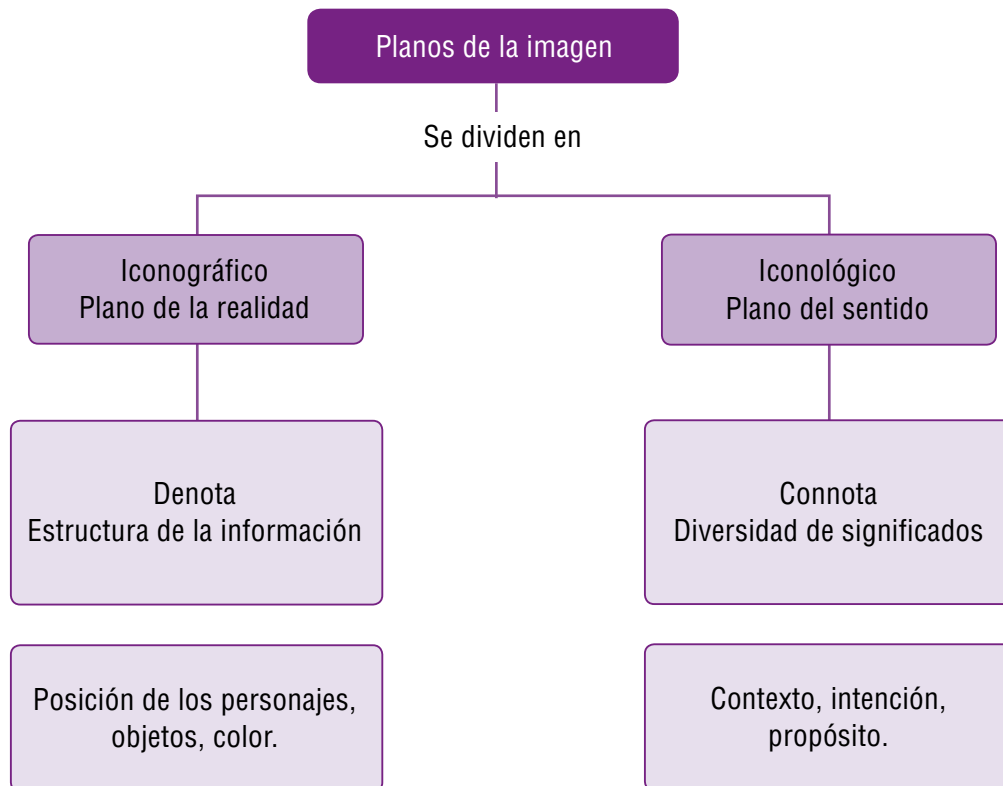 Planos de la imagen
Se dividen en
Iconográfico
Plano de la realidad
Iconológico
Plano del sentido
Denota
Estructura de la información
Connota
Diversidad de significados
Posición de los personajes,
objetos, color.
Contexto, intención,
propósito.